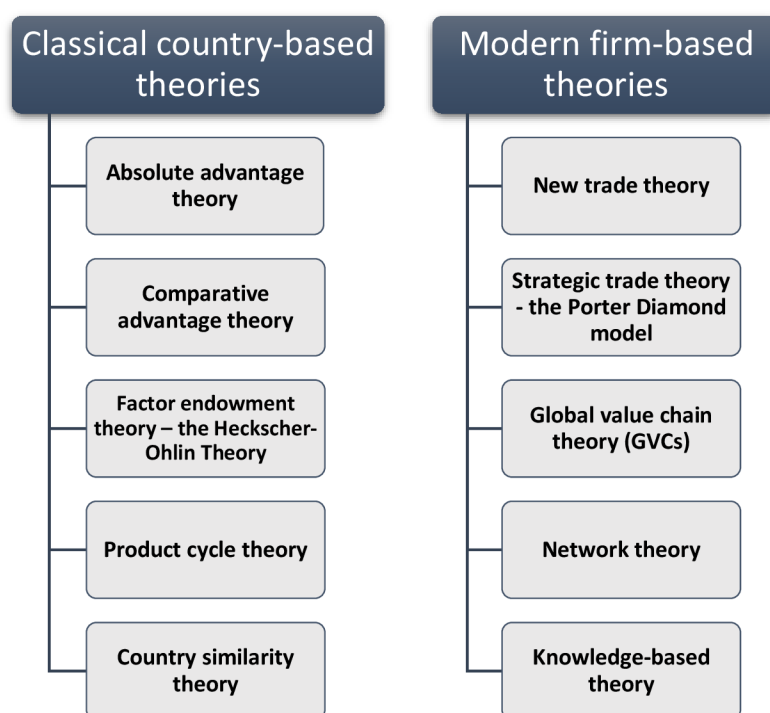 Classical country-based
theories
Absolute advantage
theory
Comparative
advantage theory
Factor endowment
theory – the Heckscher-
Ohlin Theory
Product cycle theory
Country similarity
theory
Modern firm-based
theories
New trade theory
Strategic trade theory
- the Porter Diamond
model
Global value chain
theory (GVCs)
Network theory
Knowledge-based
theory